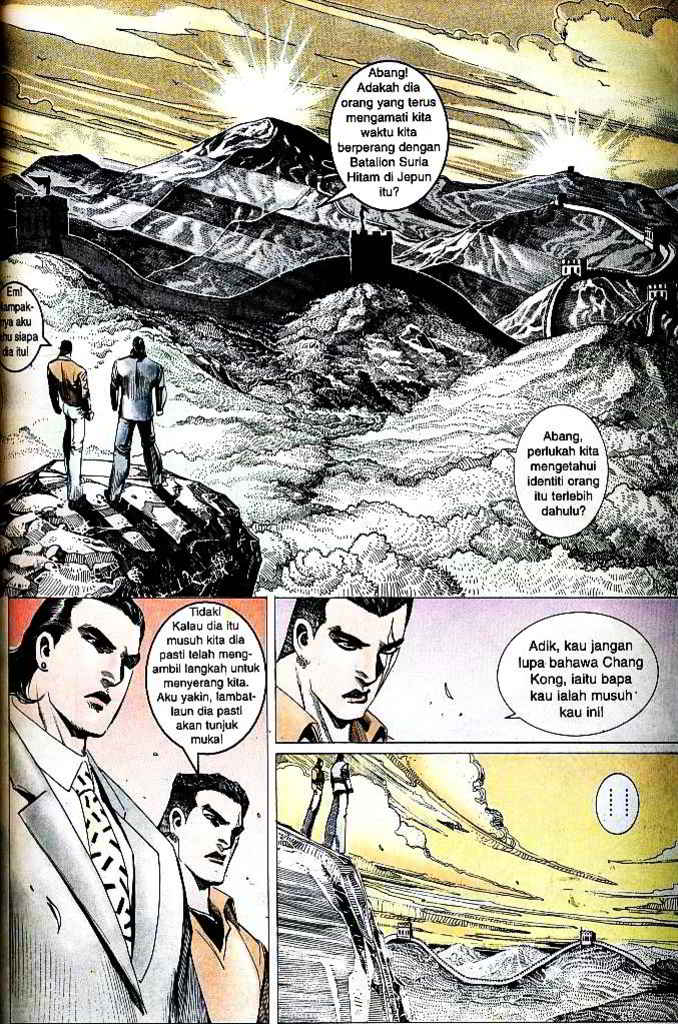 Abang!
Adakah dia
orang yang terus
mengamati kita
waktu kita
berperang dengan
Batalion Suria
Hitam di Jepun
itu?
Em!
ampak-
nya aku
hu siapa
dia itu!
Abang,
perlukah kita
mengetahui
identiti orang
itu terlebih
dahulu?
Tidak!
Kalau dia itu
musuh kita dia
pasti telah meng-
ambil langkah untuk
menyerang kita.
Aku yakin, lambat-
laun dia pasti
akan tunjuk
muka!
Adik, kau jangan
lupa bahawa Chang
Kong, iaitu bapa
kau ialah musuh
kau ini!
......